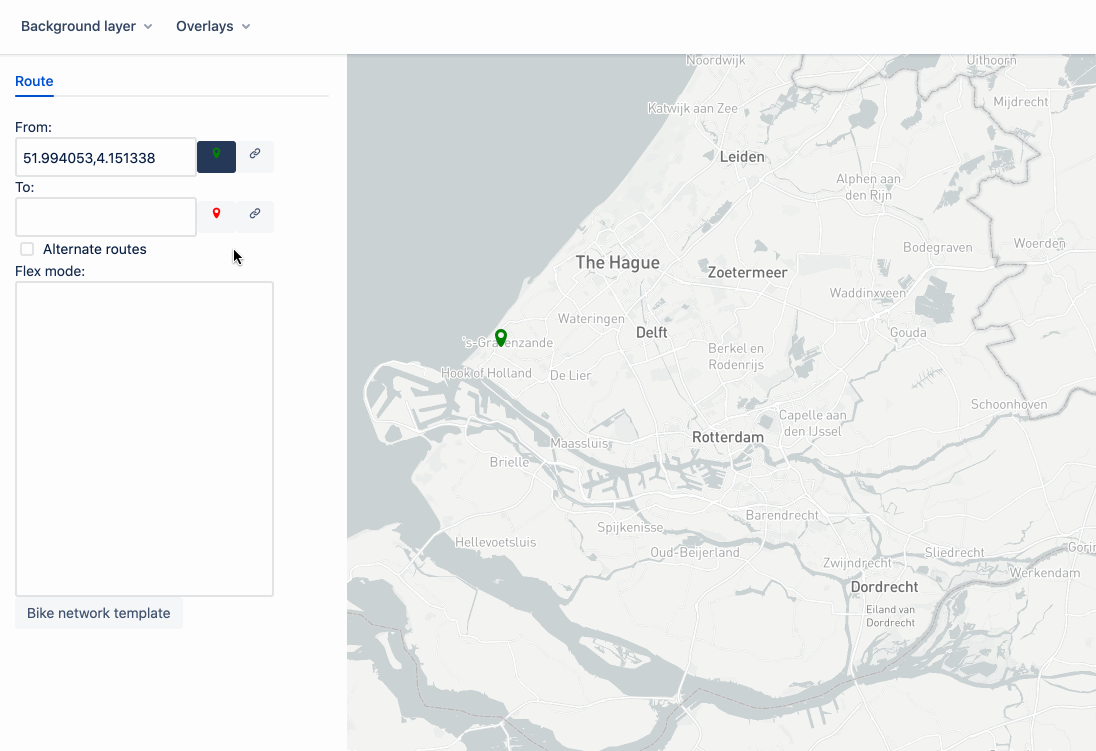 Background layer
Overlays
Route
From:
51.994053,4.151338
To:
Alternate routes
Flex mode:
Bike network template
Noordwijk
Uithoorn
Mijdrecht
Katwijk aan Zee
Leiden
Alphen aan
den Rijn
Bodegraven
Woerden
The Hague
Zoetermeer
Waddinxveen
Wateringen
Delft
Gouda
's-Gravenzande
Berkel en
Rodenrijs
Hook of Holland
De Lier
Schoonhoven
Capelle aan
den IJssel
Rotterdam
Maassluis
Brielle
Barendrecht
Spijkenisse
Hellevoetsluis
Oud-Beijerland
Sliedrecht
Zwijndrecht
Werkendam
Dordrecht
Eiland van
Dordrecht